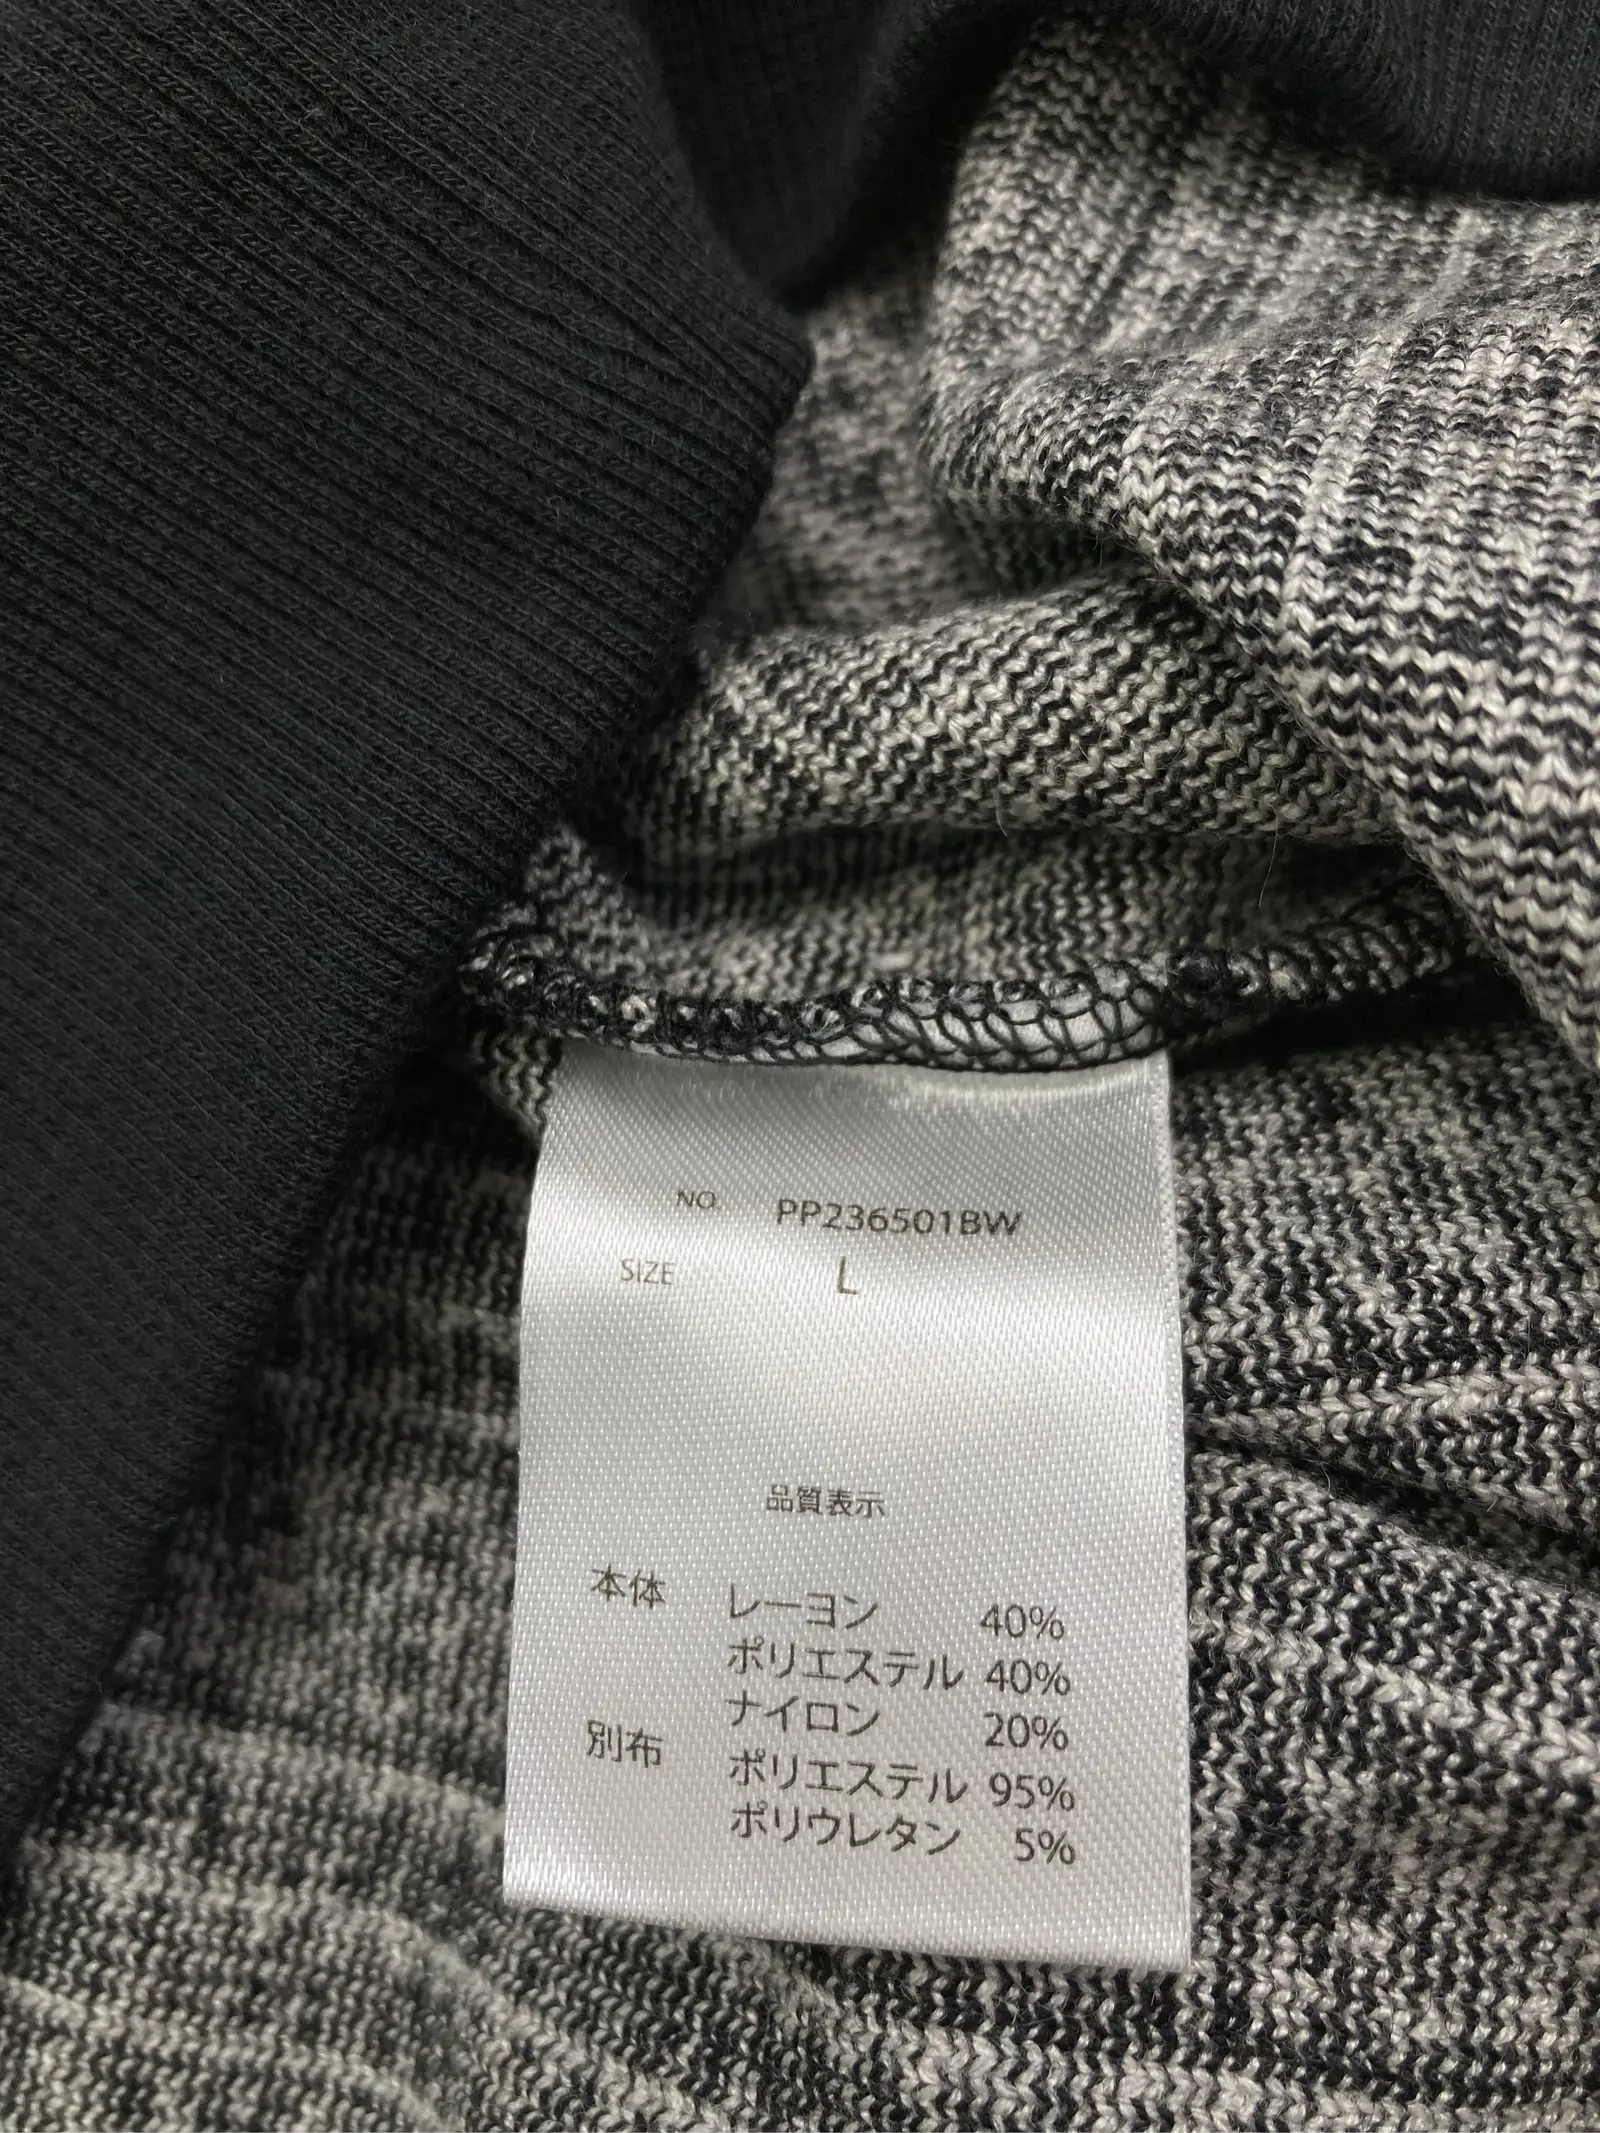 NO. PP236501BW
SIZE L
品質表示
本体 レーヨン 40%
ポリエステル 40%
ナイロン 20%
別布 ポリエステル 95%
ポリウレタン 5%